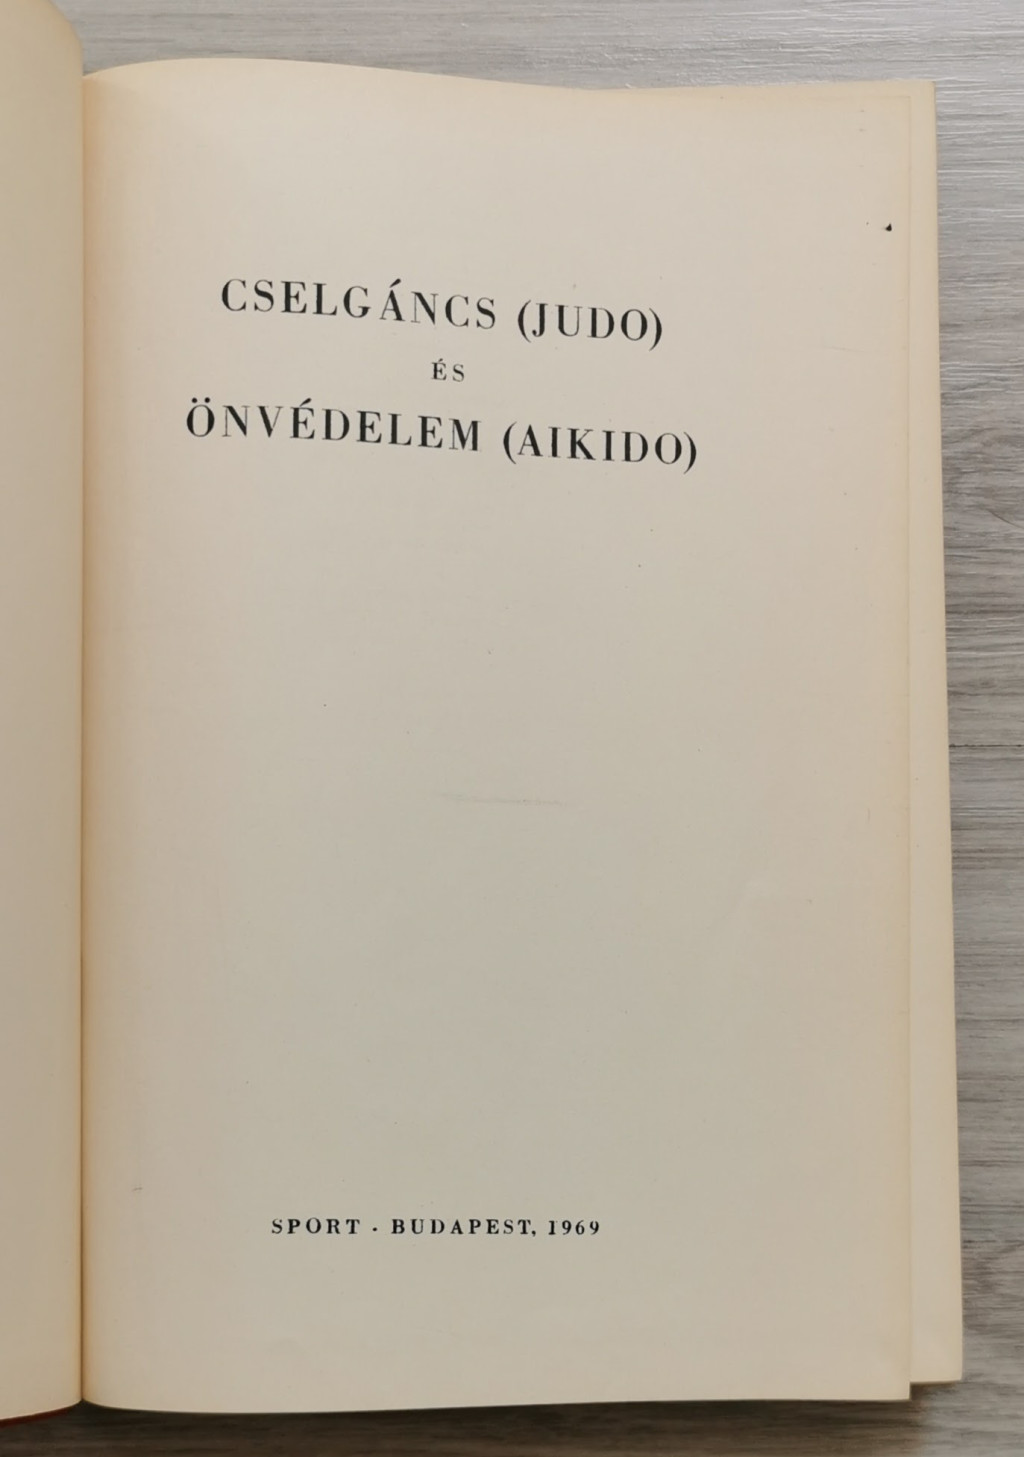 CSELGÁNCS (JUDO)
ÉS
ÖNVÉDELEM (AIKIDO)
SPORT · BUDAPEST, 1969